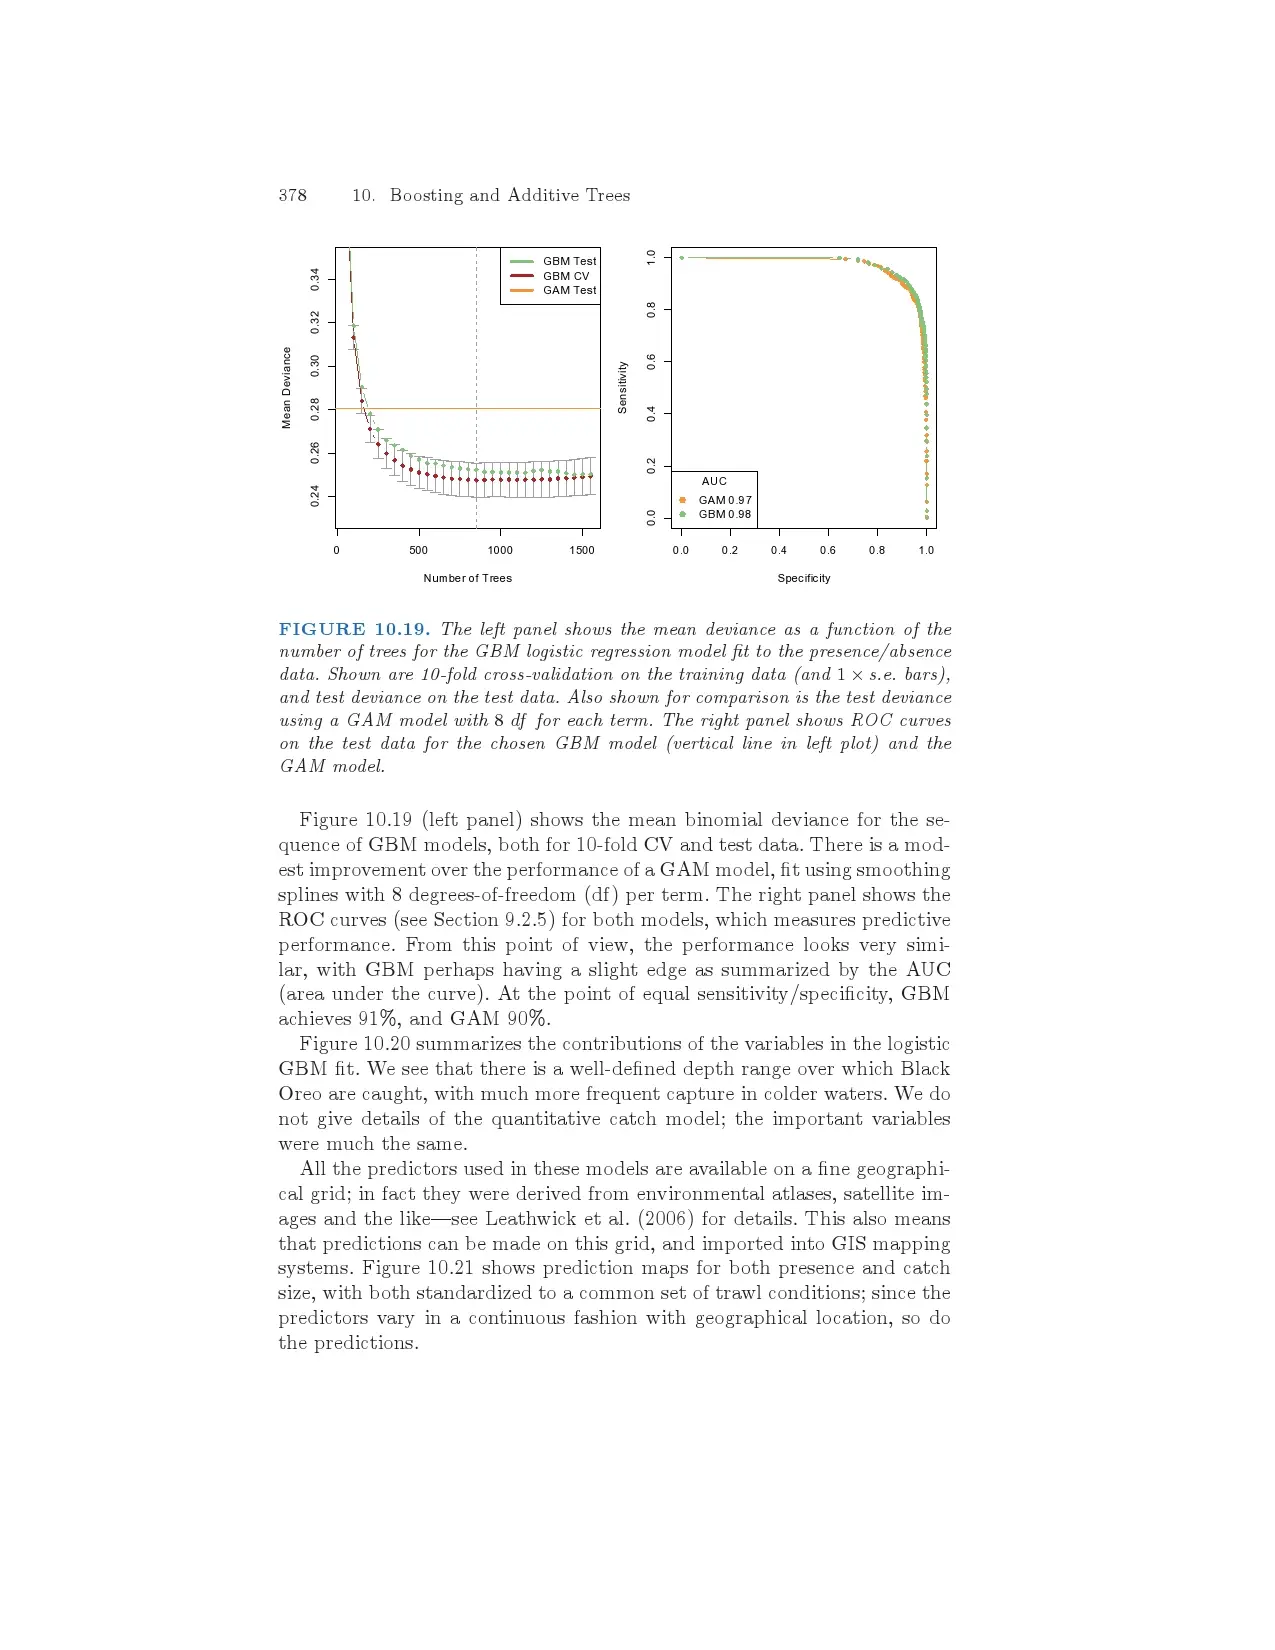 378 10. Boosting and Additive Trees
GBM Test
GBM CV
GAM Test
Mean Deviance
0.24 0.26 0.28 0.30 0.32 0.34
0 500 1000 1500
Number of Trees
Sensitivity
0.0 0.2 0.4 0.6 0.8 1.0
AUC
GAM 0.97
GBM 0.98
0.0 0.2 0.4 0.6 0.8 1.0
Specificity
FIGURE 10.19. The left panel shows the mean deviance as a function of the
number of trees for the GBM logistic regression model fit to the presence/absence
data. Shown are 10-fold cross-validation on the training data (and 1 × s.e. bars),
and test deviance on the test data. Also shown for comparison is the test deviance
using a GAM model with 8 df for each term. The right panel shows ROC curves
on the test data for the chosen GBM model (vertical line in left plot) and the
GAM model.
Figure 10.19 (left panel) shows the mean binomial deviance for the se-
quence of GBM models, both for 10-fold CV and test data. There is a mod-
est improvement over the performance of a GAM model, fit using smoothing
splines with 8 degrees-of-freedom (df) per term. The right panel shows the
ROC curves (see Section 9.2.5) for both models, which measures predictive
performance. From this point of view, the performance looks very simi-
lar, with GBM perhaps having a slight edge as summarized by the AUC
(area under the curve). At the point of equal sensitivity/specificity, GBM
achieves 91%, and GAM 90%.
Figure 10.20 summarizes the contributions of the variables in the logistic
GBM fit. We see that there is a well-defined depth range over which Black
Oreo are caught, with much more frequent capture in colder waters. We do
not give details of the quantitative catch model; the important variables
were much the same.
All the predictors used in these models are available on a fine geographi-
cal grid; in fact they were derived from environmental atlases, satellite im-
ages and the like—see Leathwick et al. (2006) for details. This also means
that predictions can be made on this grid, and imported into GIS mapping
systems. Figure 10.21 shows prediction maps for both presence and catch
size, with both standardized to a common set of trawl conditions; since the
predictors vary in a continuous fashion with geographical location, so do
the predictions.